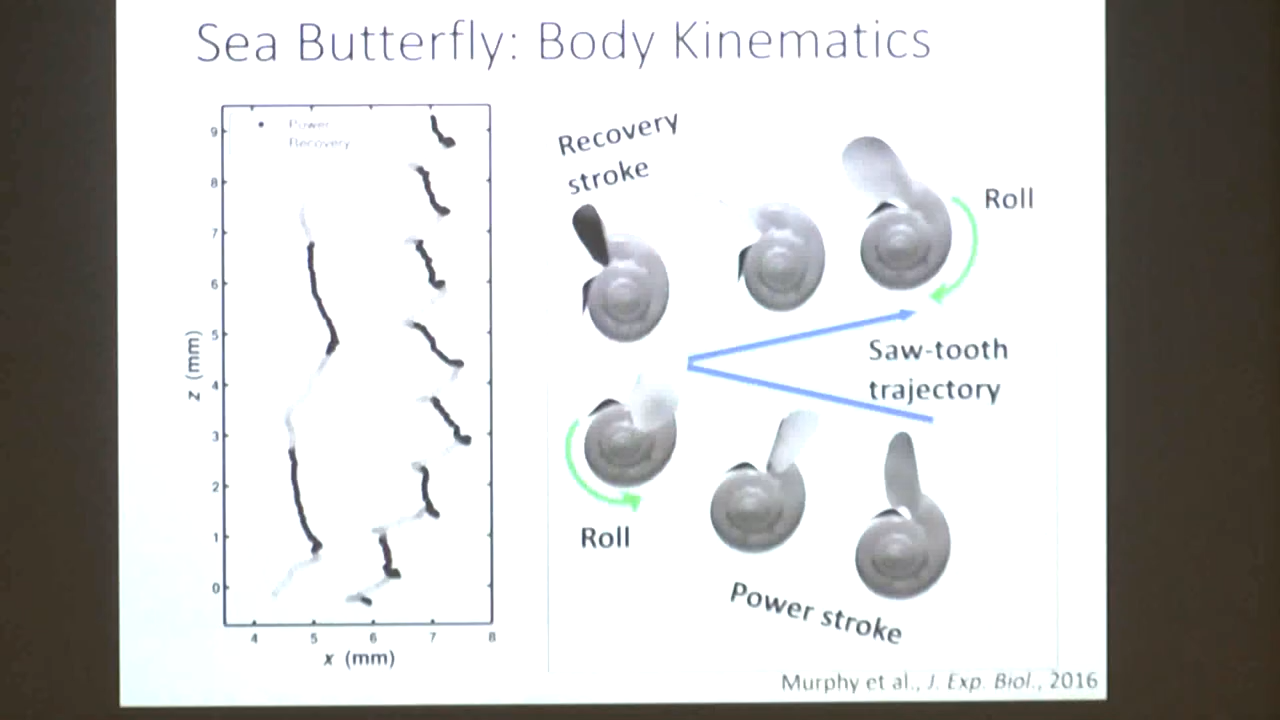 Sea Butterfly: Body Kinematics
Power
Recovery
9
8
7
6
5
4
3
2
1
0
z (mm)
4 5 6 7 8
x (mm)
Recovery
stroke
Roll
Saw-tooth
trajectory
Roll
Power stroke
Murphy et al., J. Exp. Biol., 2016